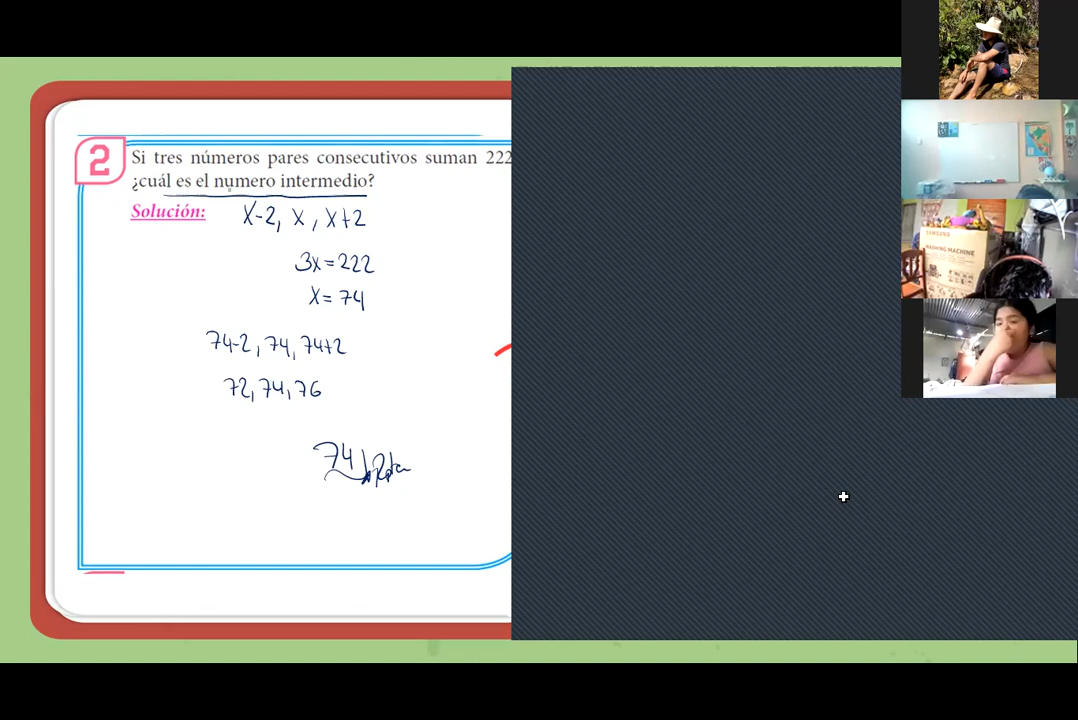 2
Si tres números pares consecutivos suman 222
¿cuál es el numero intermedio?
Solución:
x-2, x, x+2
3x=222
x=74
74-2, 74, 74+2
72, 74, 76
74 Rpta
SAMSUNG
WASHING MACHINE